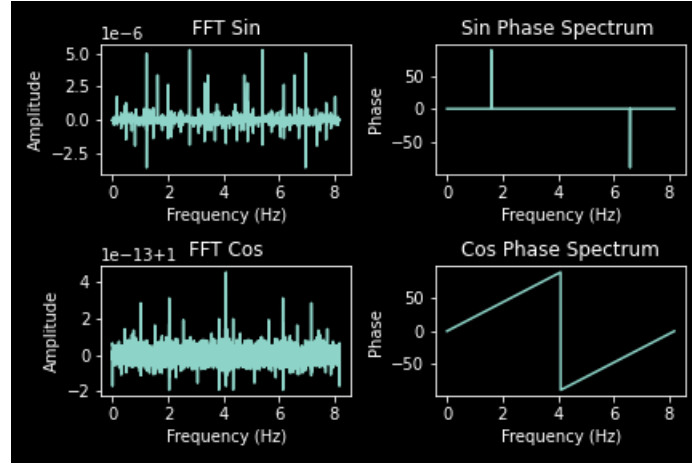 1e-6 FFT Sin
5.0
2.5
0.0
−2.5
Amplitude
0 2 4 6 8
Frequency (Hz)
Sin Phase Spectrum
50
0
−50
Phase
0 2 4 6 8
Frequency (Hz)
1e-13+1 FFT Cos
4
2
0
−2
Amplitude
0 2 4 6 8
Frequency (Hz)
Cos Phase Spectrum
50
0
−50
Phase
0 2 4 6 8
Frequency (Hz)